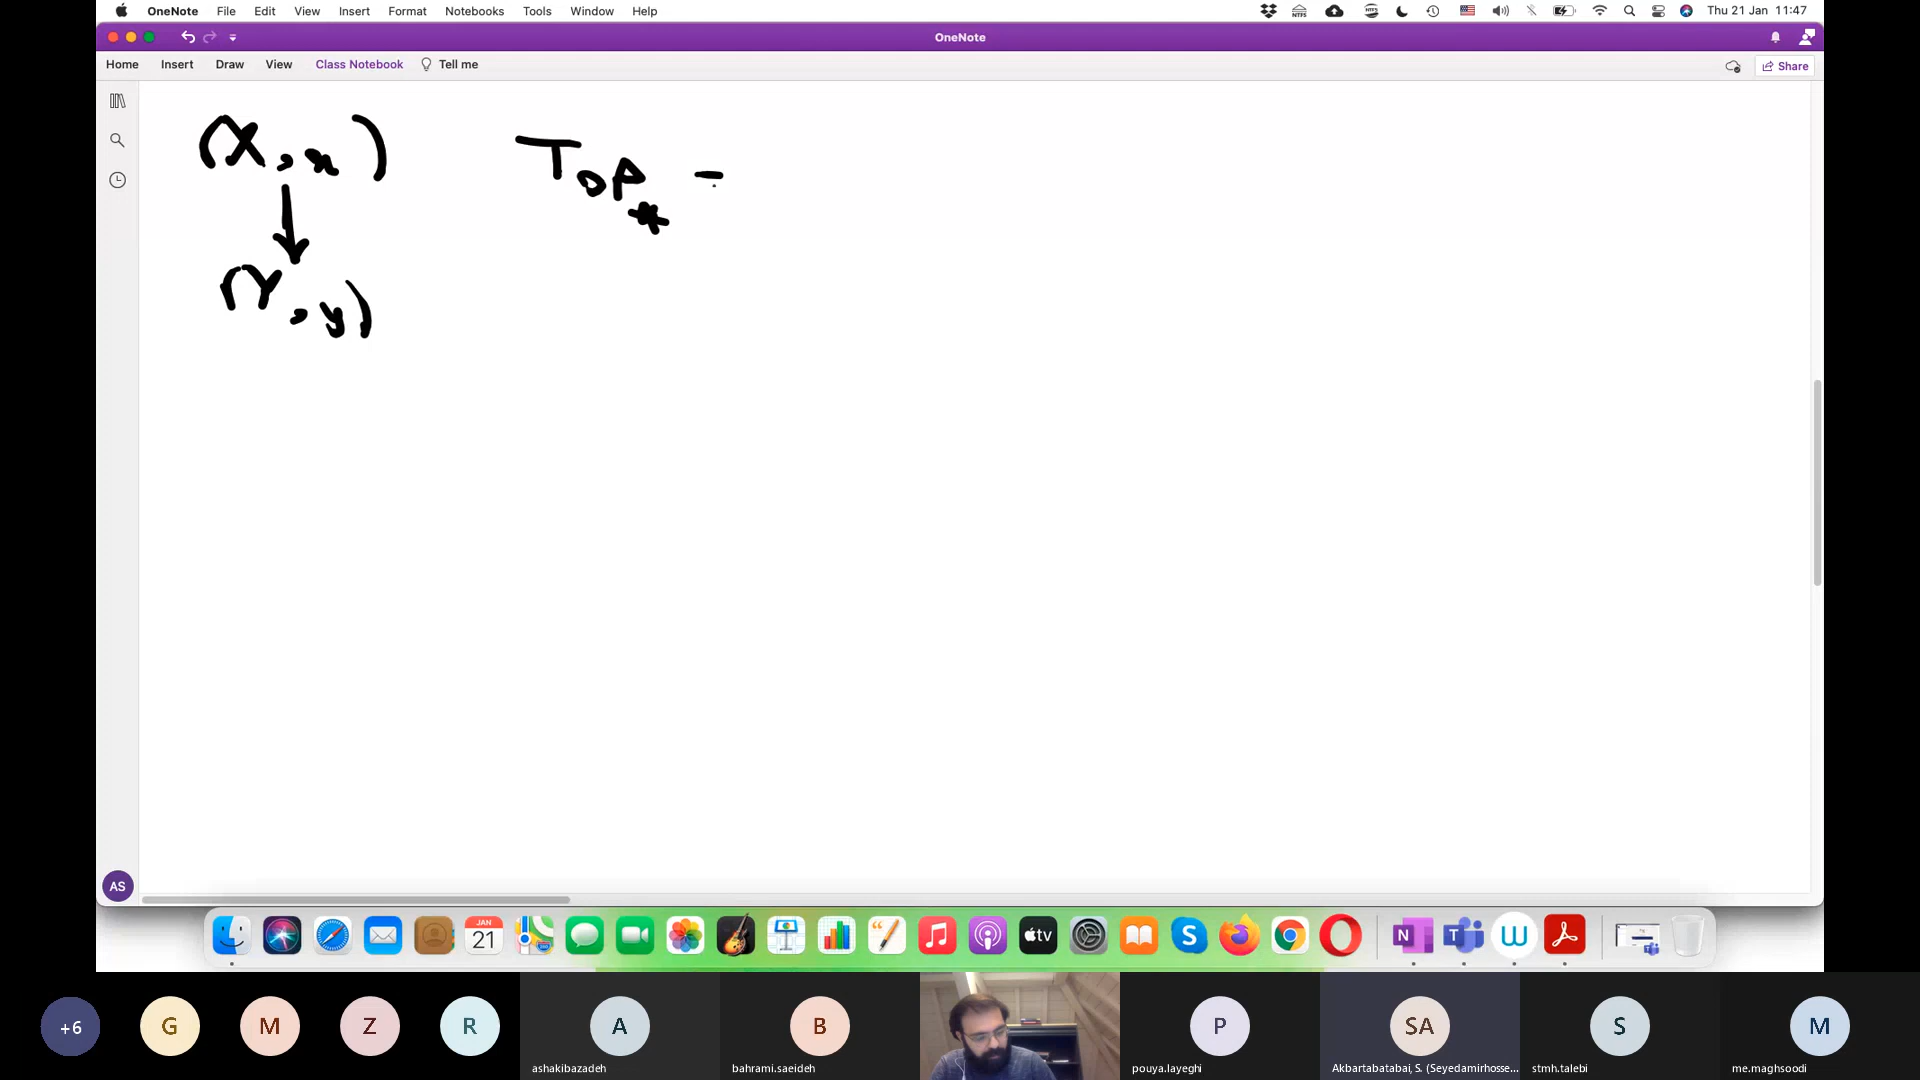 OneNote File Edit View Insert Format Notebooks Tools Window Help Thu 21 Jan 11:47
OneNote
Home Insert Draw View Class Notebook Tell me Share
(X, x) Top* -
(Y, y)
AS
JAN 21 tv S N T W
+6 G M Z R A B P SA S M
ashakibazadeh bahrami.saeideh pouya.layeghi Akbartabatabai, S. (Seyedamirhosse... stmh.talebi me.maghsoodi